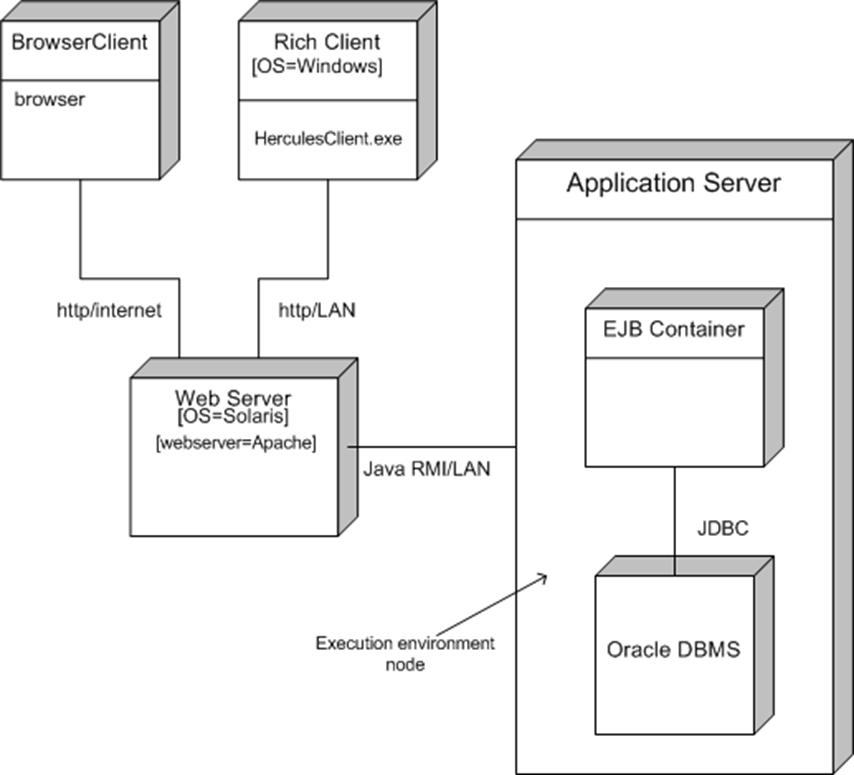 BrowserClient
browser
Rich Client
[OS=Windows]
HerculesClient.exe
Application Server
http/internet
http/LAN
EJB Container
Web Server
[OS=Solaris]
[webserver=Apache]
Java RMI/LAN
JDBC
Execution environment
node
Oracle DBMS